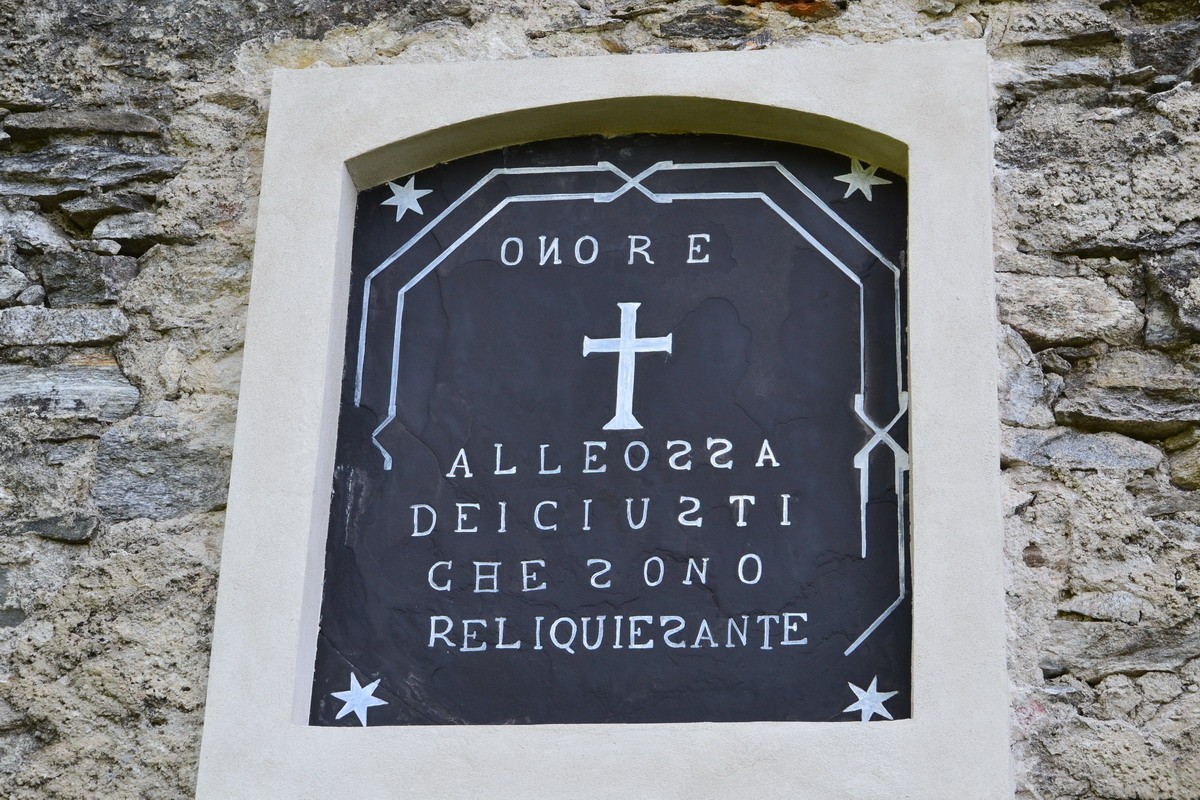 ONORE
ALLEOSSA
DEICIUSTI
CHE SONO
RELIQUIESANTE